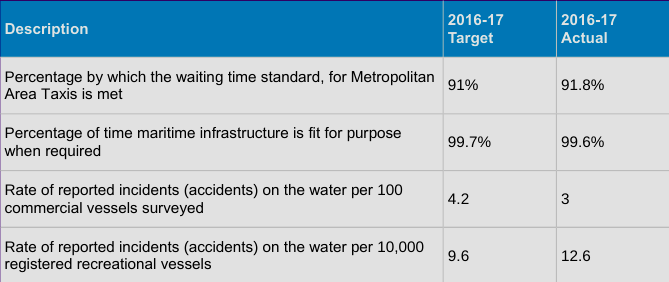 Description
2016-17 Target
2016-17 Actual
Percentage by which the waiting time standard, for Metropolitan
Area Taxis is met
91%
91.8%
Percentage of time maritime infrastructure is fit for purpose
when required
99.7%
99.6%
Rate of reported incidents (accidents) on the water per 100
commercial vessels surveyed
4.2
3
Rate of reported incidents (accidents) on the water per 10,000
registered recreational vessels
9.6
12.6